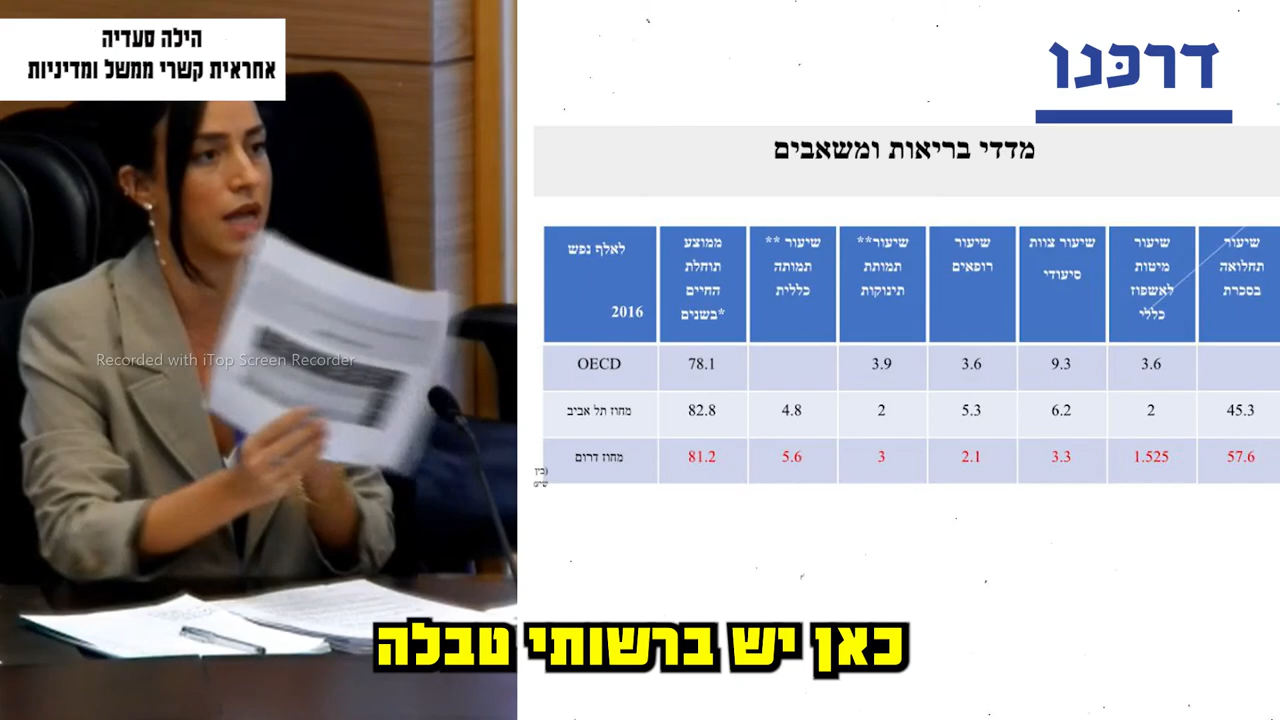 הילה סעדיה
אחראית קשרי ממשל ומדיניות
דרכנו
מדדי בריאות ומשאבים
לאלף נפש 2016 | ממוצע תוחלת החיים בשנים* | שיעור ** תמותה כללית | שיעור** תמותת תינוקות | שיעור רופאים | שיעור צוות סיעודי | שיעור מיטות לאשפוז כללי | שיעור תחלואה בסכרת
OECD | 78.1 | | 3.9 | 3.6 | 9.3 | 3.6 |
מחוז תל אביב | 82.8 | 4.8 | 2 | 5.3 | 6.2 | 2 | 45.3
מחוז דרום | 81.2 | 5.6 | 3 | 2.1 | 3.3 | 1.525 | 57.6
Recorded with iTop Screen Recorder
כאן יש ברשותי טבלה